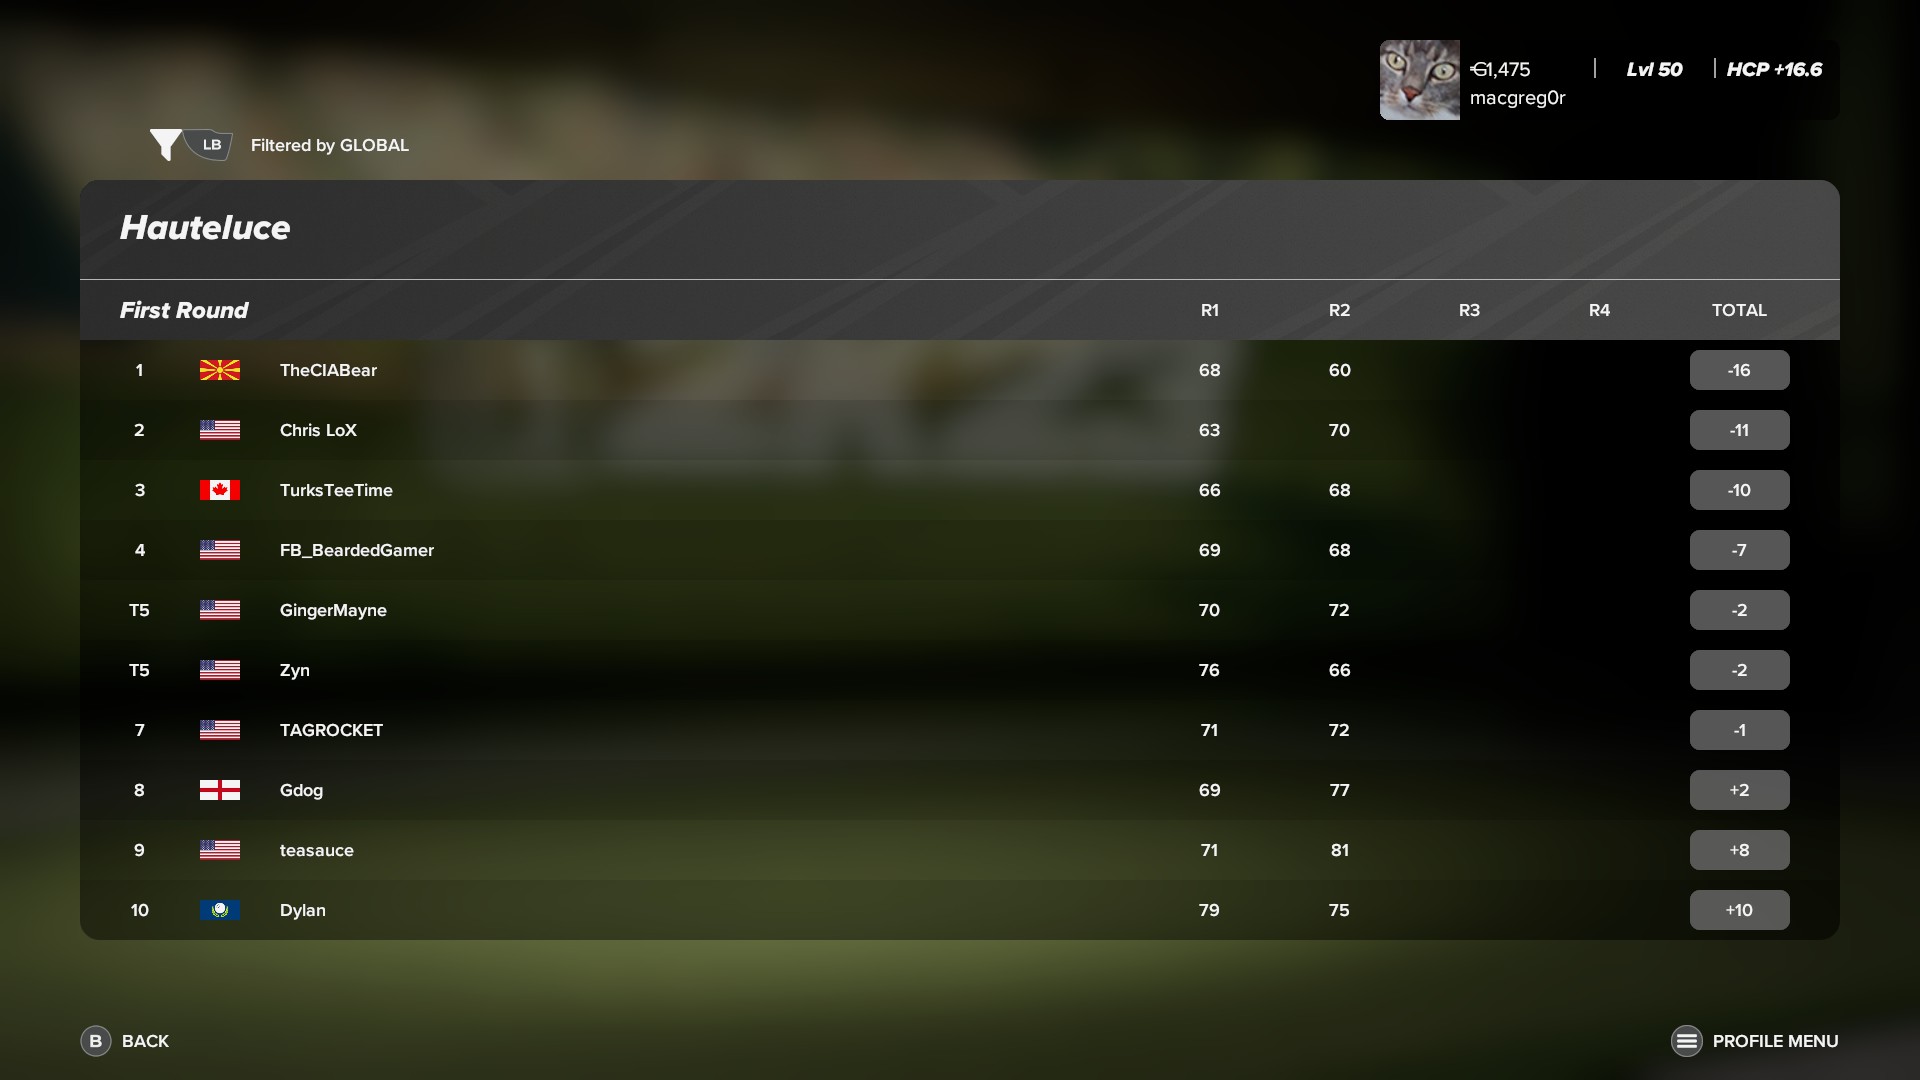 G1,475 | Lvl 50 | HCP +16.6
macgreg0r
LB Filtered by GLOBAL
Hauteluce
First Round R1 R2 R3 R4 TOTAL
1 TheCIABear 68 60 -16
2 Chris LoX 63 70 -11
3 TurksTeeTime 66 68 -10
4 FB_BeardedGamer 69 68 -7
T5 GingerMayne 70 72 -2
T5 Zyn 76 66 -2
7 TAGROCKET 71 72 -1
8 Gdog 69 77 +2
9 teasauce 71 81 +8
10 Dylan 79 75 +10
B BACK PROFILE MENU